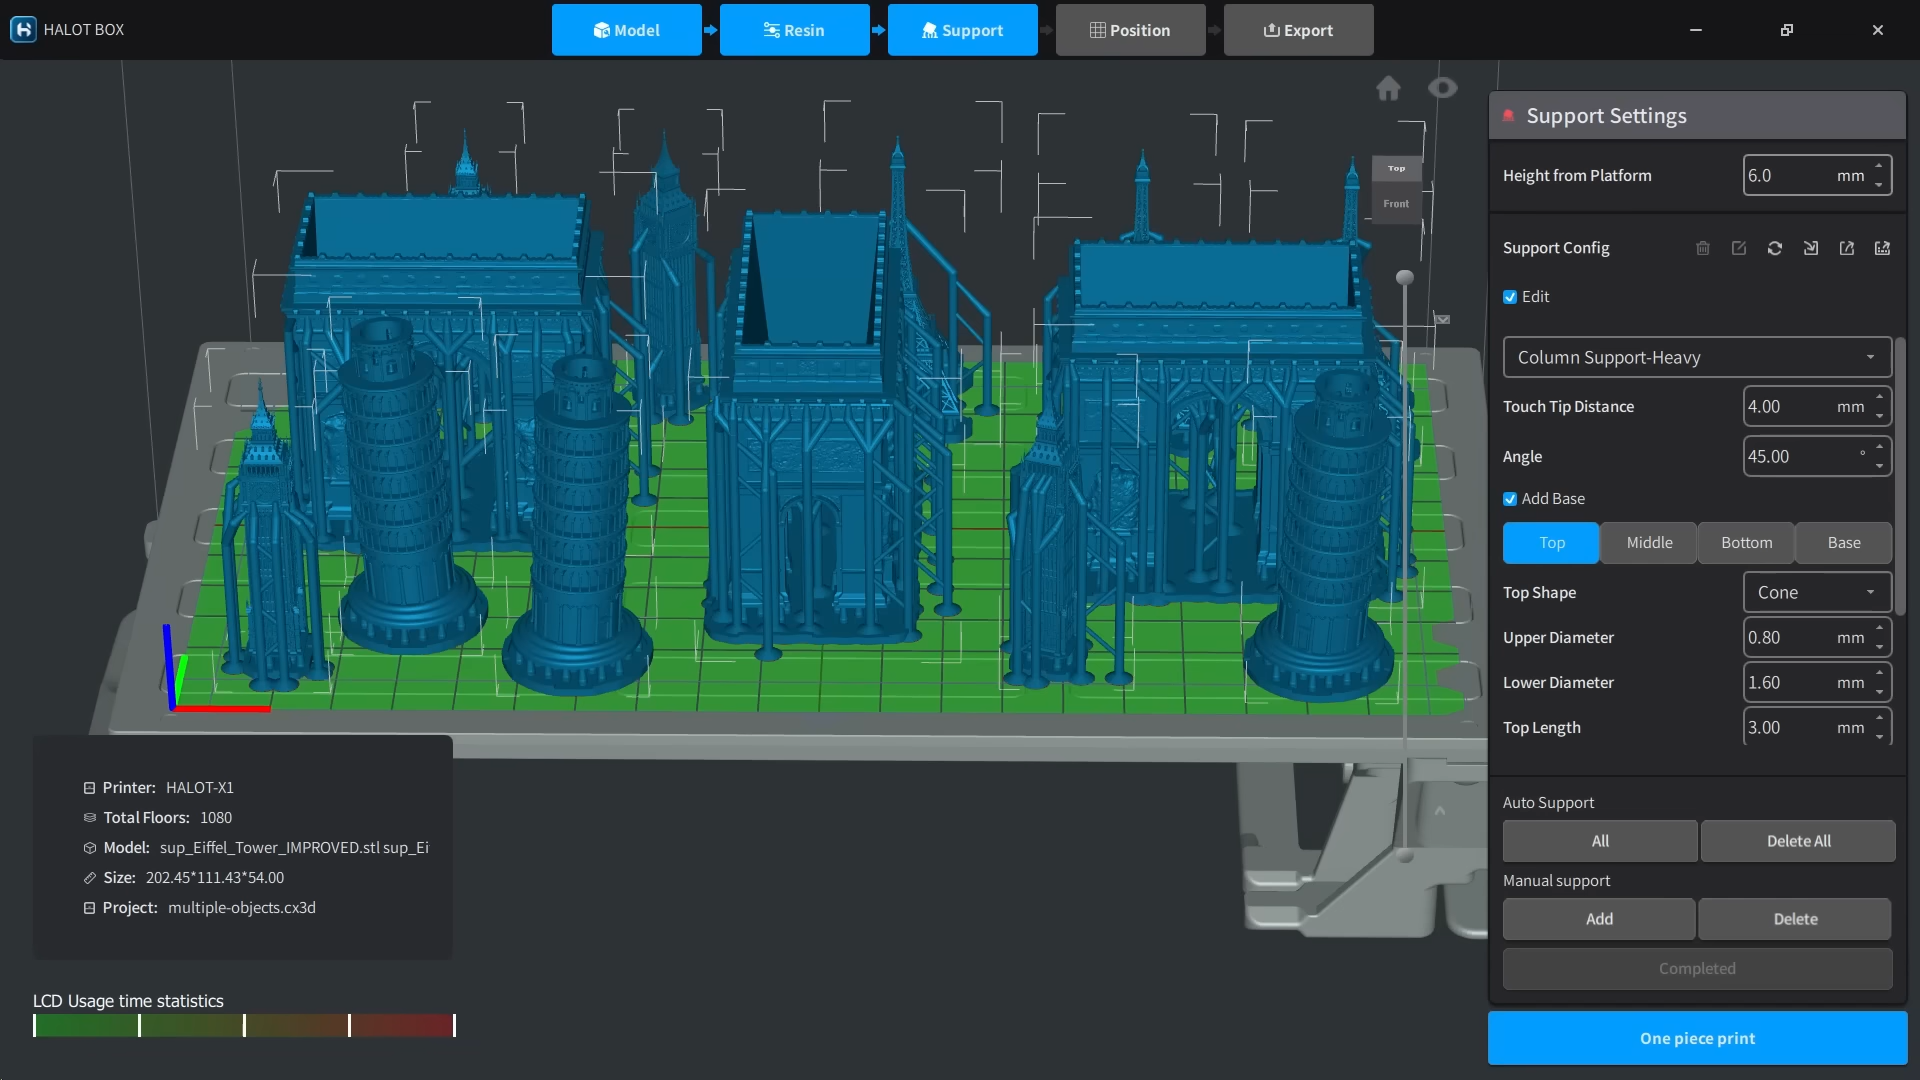 HALOT BOX
Model
Resin
Support
Position
Export
Top
Front
Support Settings
Height from Platform
6.0 mm
Support Config
Edit
Column Support-Heavy
Touch Tip Distance
4.00 mm
Angle
45.00 °
Add Base
Top
Middle
Bottom
Base
Top Shape
Cone
Upper Diameter
0.80 mm
Lower Diameter
1.60 mm
Top Length
3.00 mm
Auto Support
All
Delete All
Manual support
Add
Delete
Completed
One piece print
Printer: HALOT-X1
Total Floors: 1080
Model: sup_Eiffel_Tower_IMPROVED.stl sup_Ei
Size: 202.45*111.43*54.00
Project: multiple-objects.cx3d
LCD Usage time statistics